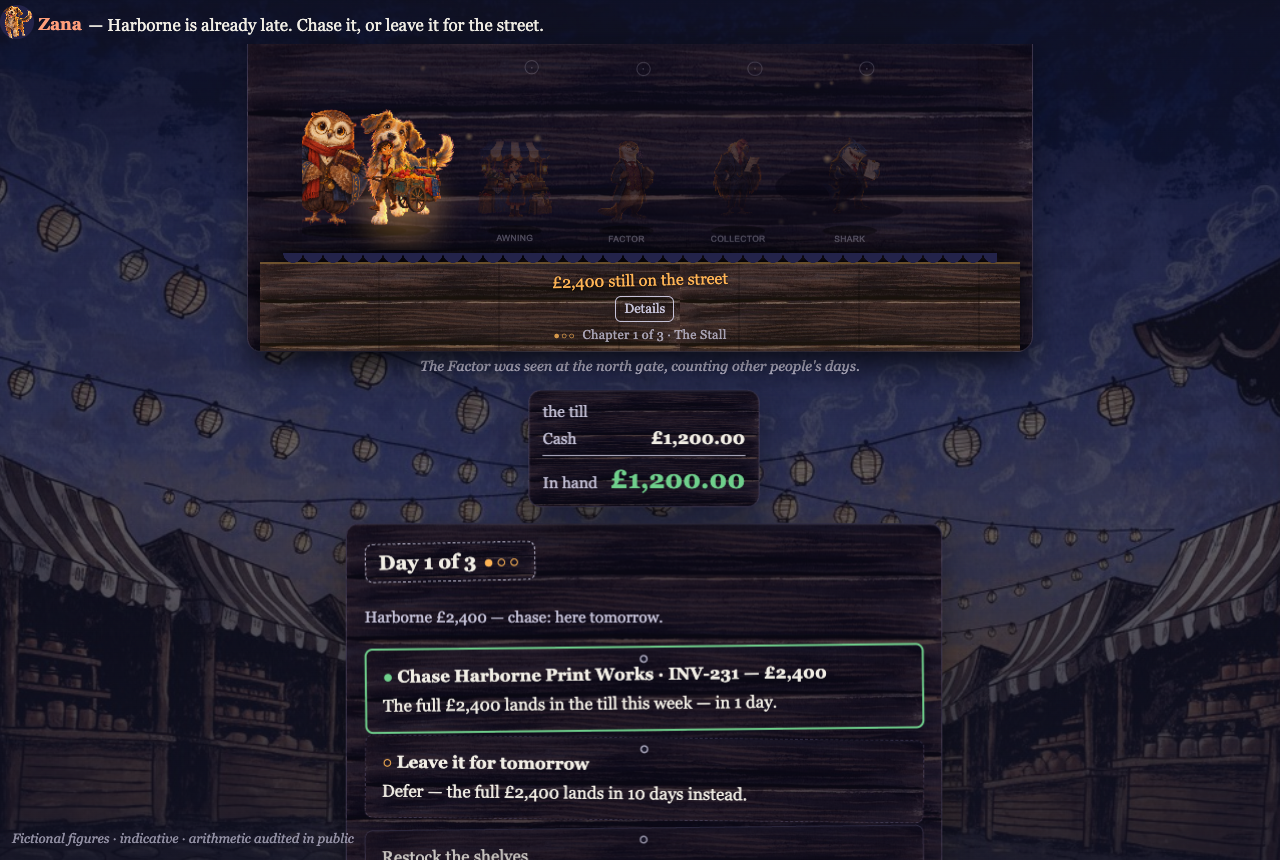 Zana — Harborne is already late. Chase it, or leave it for the street.
AWNING FACTOR COLLECTOR SHARK
£2,400 still on the street
Details
Chapter 1 of 3 · The Stall
The Factor was seen at the north gate, counting other people's days.
the till
Cash £1,200.00
In hand £1,200.00
Day 1 of 3
Harborne £2,400 — chase: here tomorrow.
Chase Harborne Print Works · INV-231 — £2,400
The full £2,400 lands in the till this week — in 1 day.
Leave it for tomorrow
Defer — the full £2,400 lands in 10 days instead.
Fictional figures · indicative · arithmetic audited in public
Restock the shelves